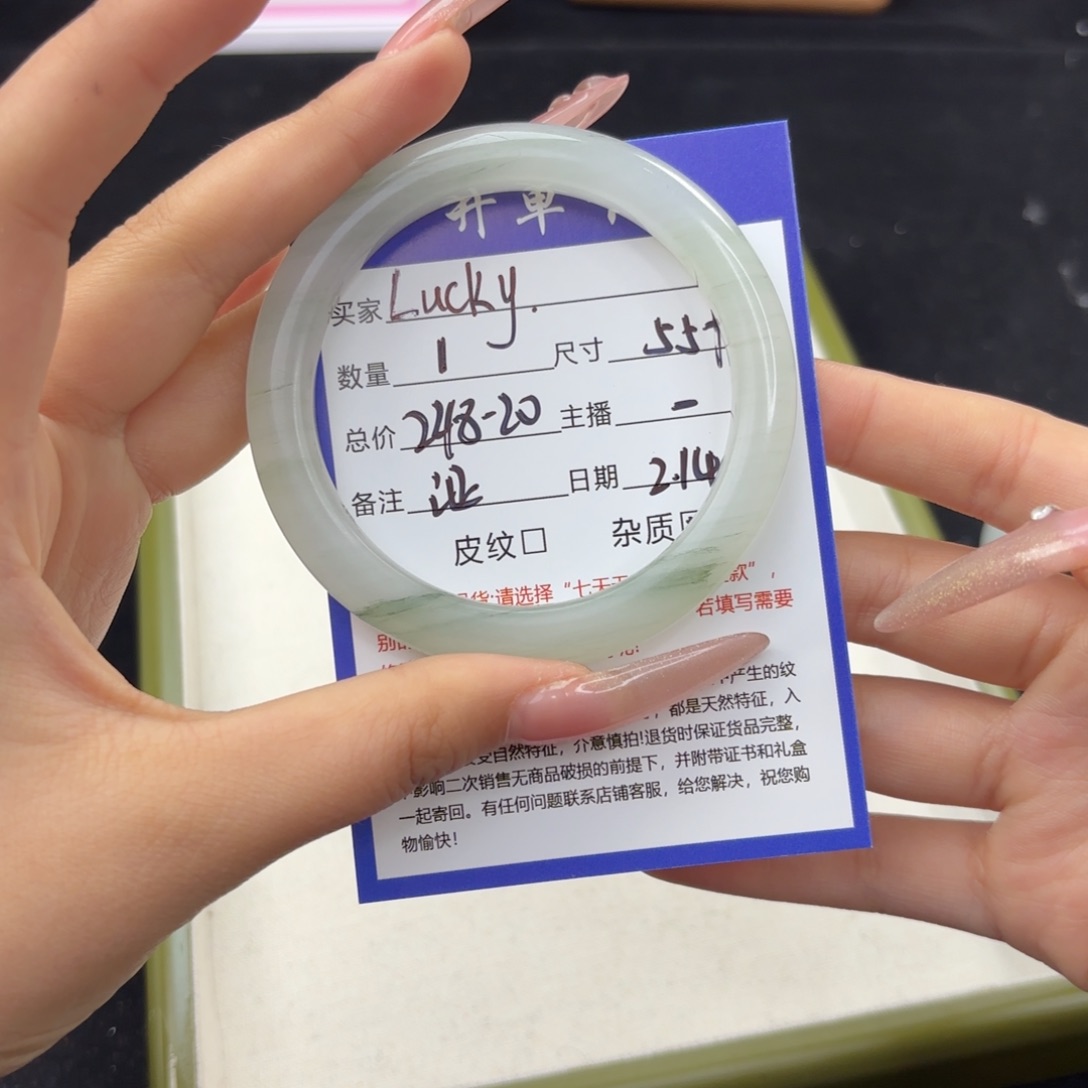 开单
买家 Lucky.
数量 1 尺寸 55+
总价 248-20 主播 -
备注 证 日期 2.14
皮纹□ 杂质
货:请选择“七天 款”,
别 若填写需要
产生的纹
都是天然特征，入
自然特征，介意慎拍!退货时保证货品完整，
影响二次销售无商品破损的前提下，并附带证书和礼盒
一起寄回。有任何问题联系店铺客服，给您解决，祝您购
物愉快!